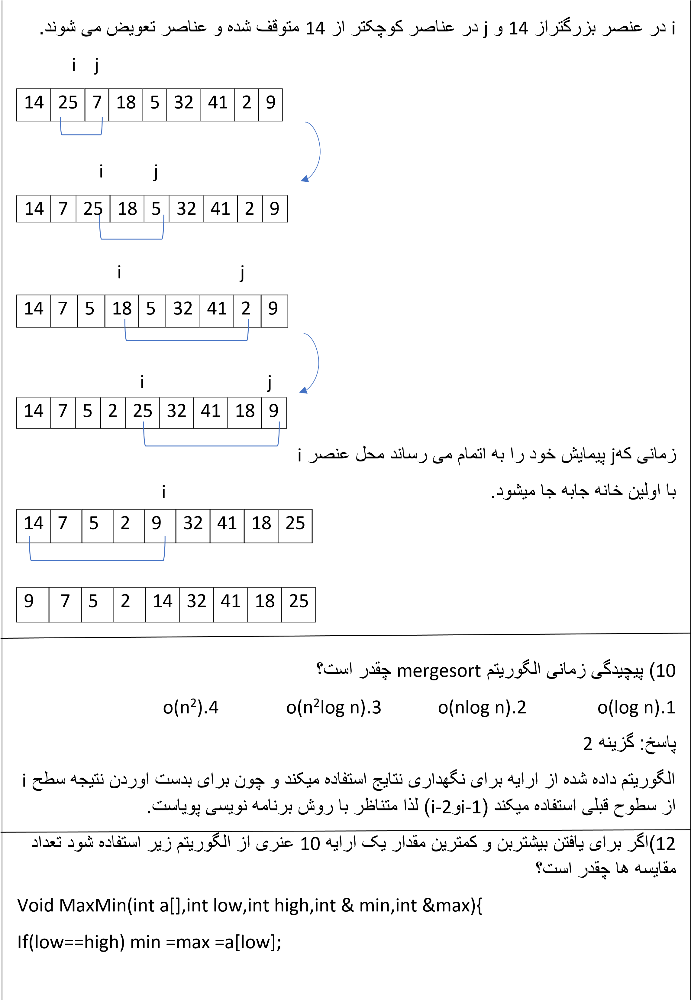 i در عنصر بزرگتراز 14 و j در عناصر کوچکتر از 14 متوقف شده و عناصر تعویض می شوند.
i j
14 25 7 18 5 32 41 2 9
i j
14 7 25 18 5 32 41 2 9
i j
14 7 5 18 5 32 41 2 9
i j
14 7 5 2 25 32 41 18 9
زمانی کهj پیمایش خود را به اتمام می رساند محل عنصر i
با اولین خانه جابه جا میشود.
i
14 7 5 2 9 32 41 18 25
9 7 5 2 14 32 41 18 25
10) پیچیدگی زمانی الگوریتم mergesort چقدر است؟
1.o(log n) 2.o(nlog n) 3.o(n²log n) 4.o(n²)
پاسخ: گزینه 2
الگوریتم داده شده از ارایه برای نگهداری نتایج استفاده میکند و چون برای بدست اوردن نتیجه سطح i
از سطوح قبلی استفاده میکند (i-1وi-2) لذا متناظر با روش برنامه نویسی پویاست.
12)اگر برای یافتن بیشتربن و کمترین مقدار یک ارایه 10 عنری از الگوریتم زیر استفاده شود تعداد
مقایسه ها چقدر است؟
Void MaxMin(int a[],int low,int high,int & min,int &max){
If(low==high) min =max =a[low];